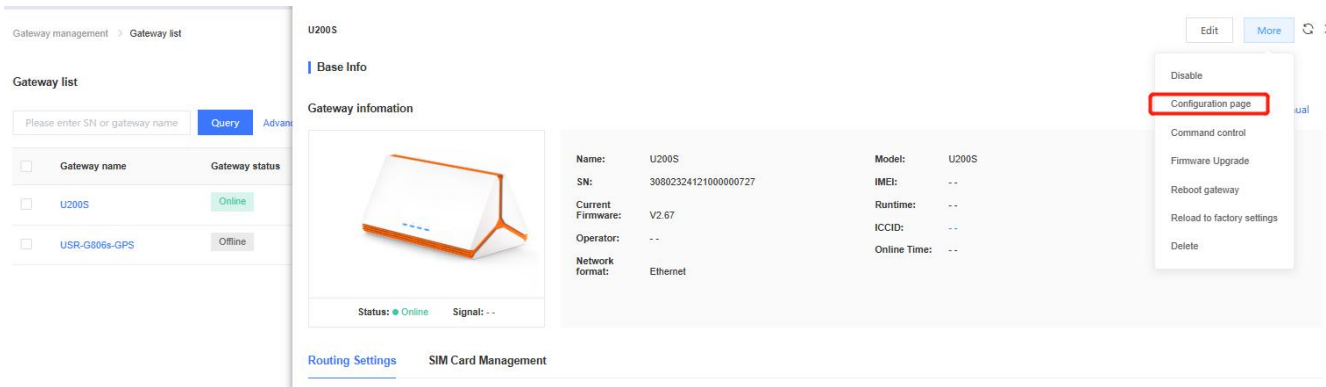 Gateway management > Gateway list
Gateway list
Please enter SN or gateway name Query
Gateway name Gateway status
U200S Online
USR-G806s-GPS Offline
U200S
Edit More
Base Info
Gateway infomation
Disable
Configuration page
Command control
Firmware Upgrade
Reboot gateway
Reload to factory settings
Delete
Status: Online Signal: - -
Name: U200S
SN: 30802324121000000727
Current
Firmware: V2.67
Operator: - -
Network
format: Ethernet
Model: U200S
IMEI: - -
Runtime: - -
ICCID: - -
Online Time: - -
Routing Settings SIM Card Management